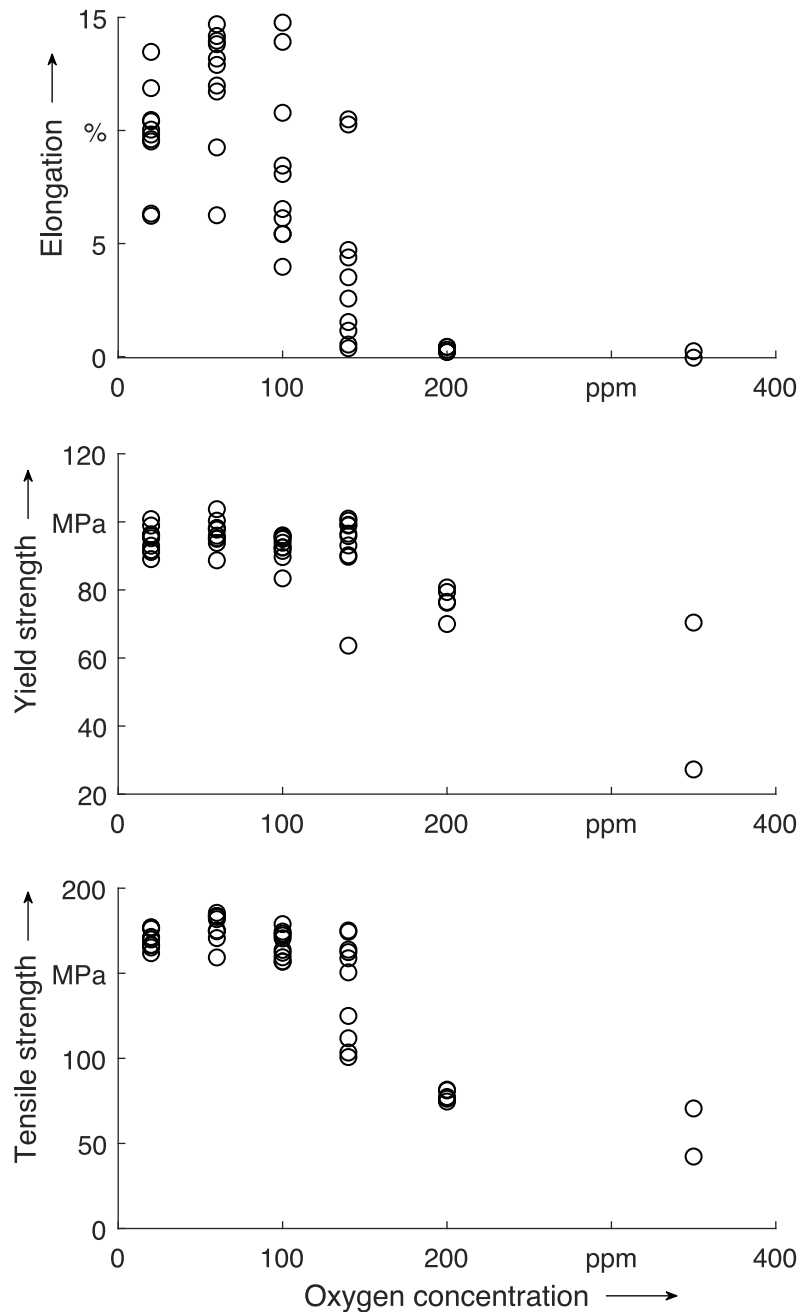 15
%
5
0
Elongation
0 100 200 ppm 400
120
MPa
80
60
40
20
Yield strength
0 100 200 ppm 400
200
MPa
100
50
0
Tensile strength
0 100 200 ppm 400
Oxygen concentration